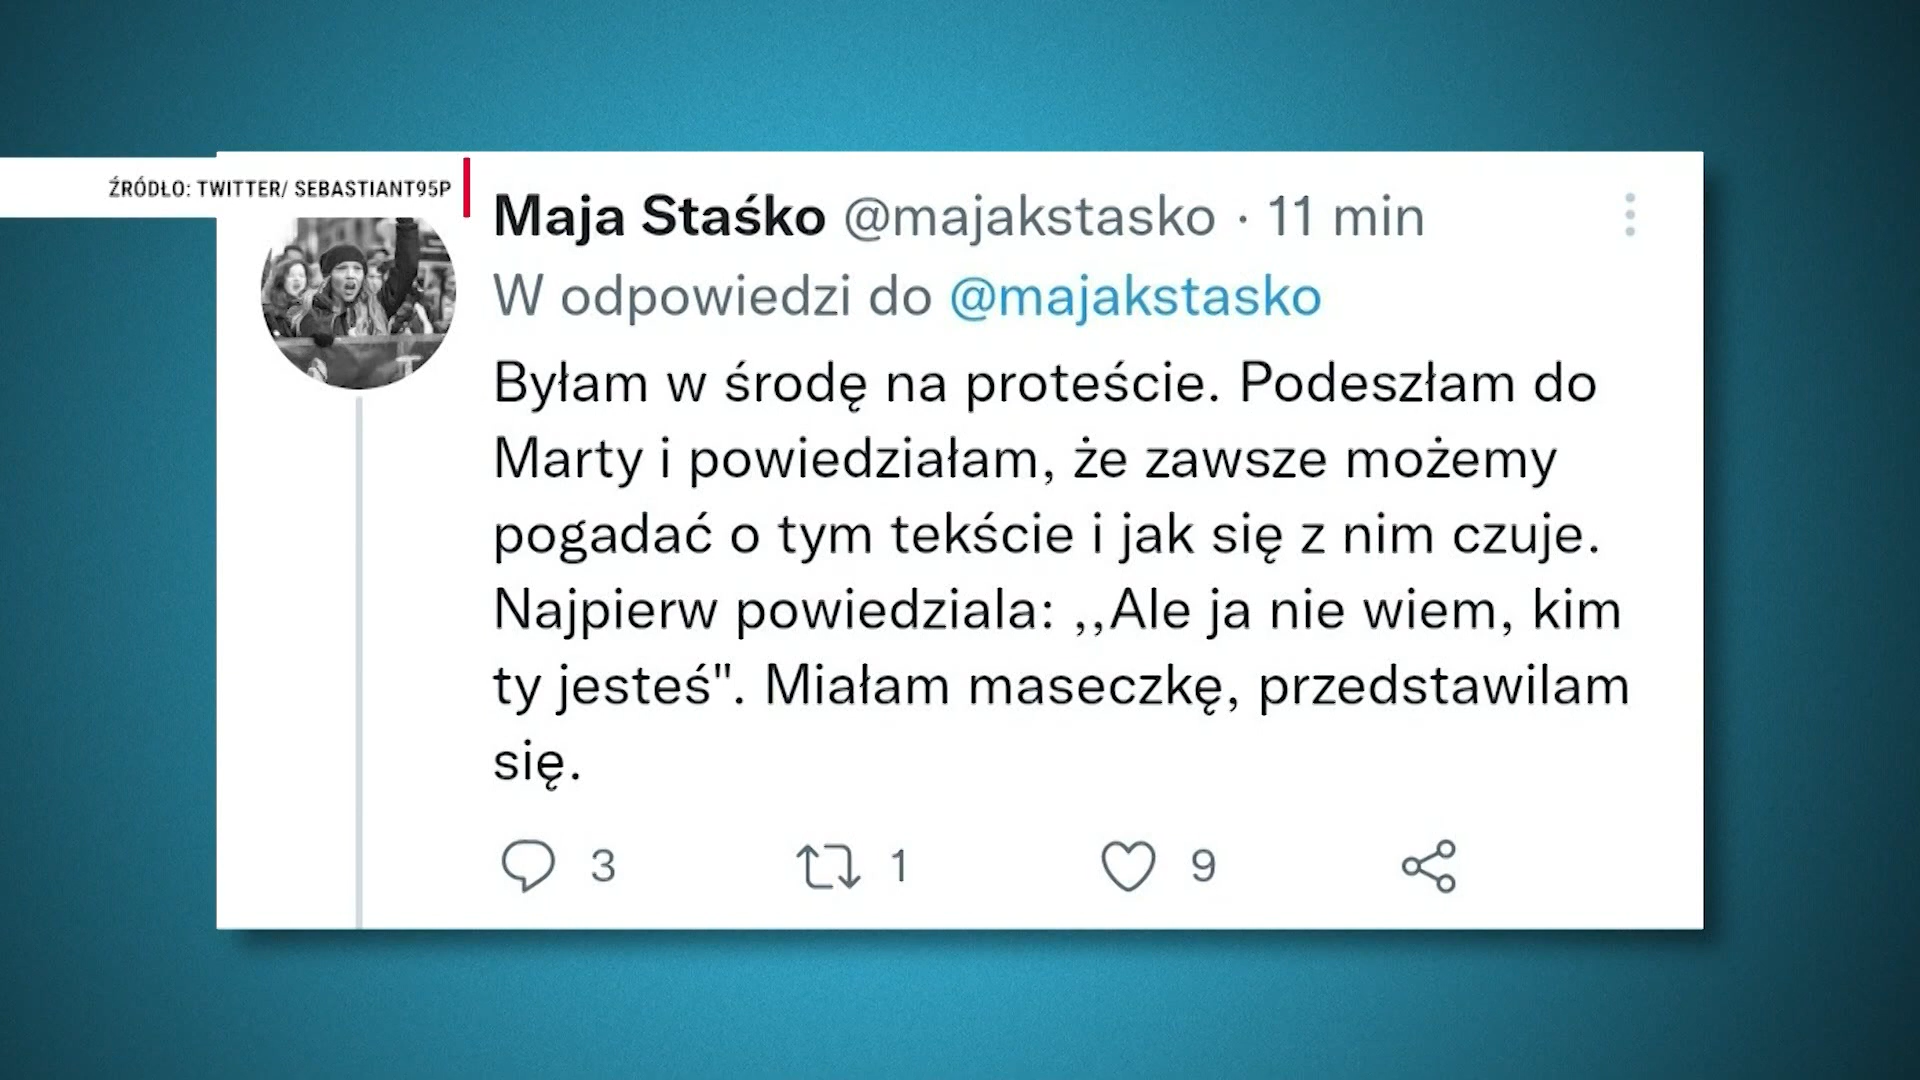 ŹRÓDŁO: TWITTER/ SEBASTIANT95P
Maja Staśko @majakstasko · 11 min
W odpowiedzi do @majakstasko
Byłam w środę na proteście. Podeszłam do
Marty i powiedziałam, że zawsze możemy
pogadać o tym tekście i jak się z nim czuje.
Najpierw powiedziala: ,,Ale ja nie wiem, kim
ty jesteś". Miałam maseczkę, przedstawilam
się.
3 1 9